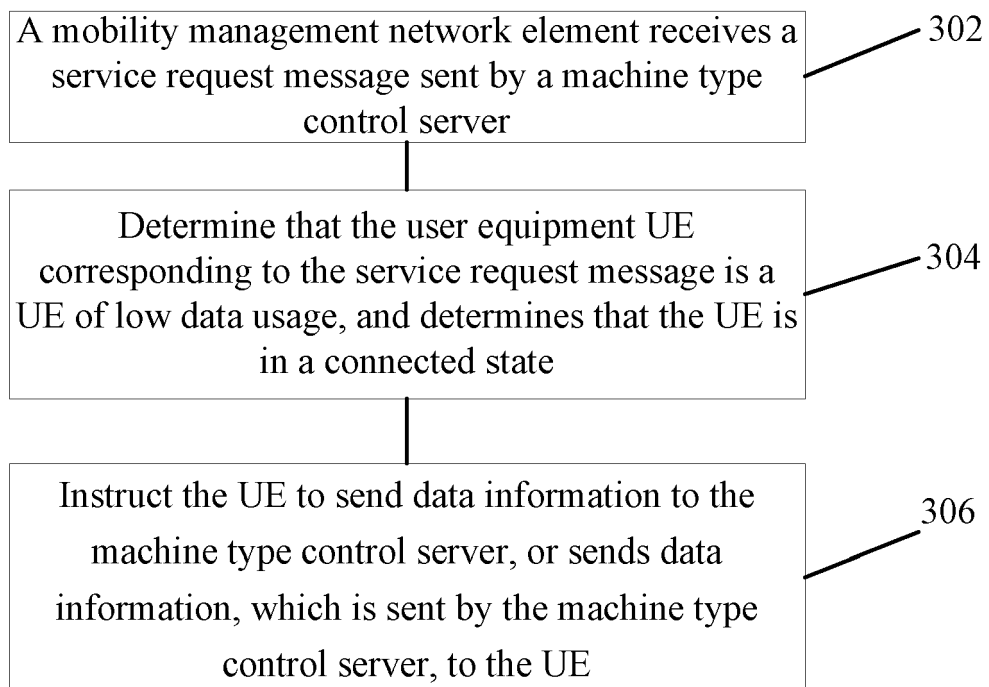 A mobility management network element receives a
service request message sent by a machine type
control server
302
Determine that the user equipment UE
corresponding to the service request message is a
UE of low data usage, and determines that the UE is
in a connected state
304
Instruct the UE to send data information to the
machine type control server, or sends data
information, which is sent by the machine type
control server, to the UE
306